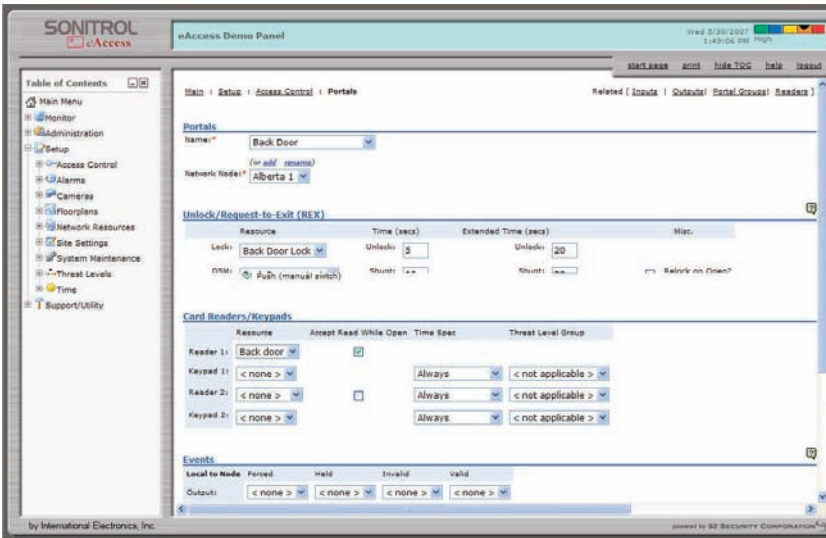 SONITROL
eAccess
eAccess Demo Panel
Wed 3/30/2007
1:49:06 PM High
start page print hide TOC help logout
Table of Contents
Main Menu
Monitor
Administration
Setup
Access Control
Alarms
Cameras
Floorplans
Network Resources
Site Settings
System Maintenance
Threat Levels
Time
Support/Utility
Main : Setup : Access Control : Portals
Related [ Inputs | Outputs| Portal Groups| Readers ]
Portals
Name:* Back Door
(or add rename)
Network Node:* Alberta 1
Unlock/Request-to-Exit (REX)
Resource Time (secs) Extended Time (secs) Misc.
Lock: Back Door Lock Unlock: 5 Unlock: 20
DSM: Push (manual switch) Shunt: Shunt: Relock on Open?
Card Readers/Keypads
Resource Accept Read While Open Time Spec Threat Level Group
Reader 1: Back door
Keypad 1: < none > Always < not applicable >
Reader 2: < none > Always < not applicable >
Keypad 2: < none > Always < not applicable >
Events
Local to Node Forced Held Invalid Valid
Output: < none > < none > < none > < none >
by International Electronics, Inc.
powered by S2 SECURITY CORPORATION